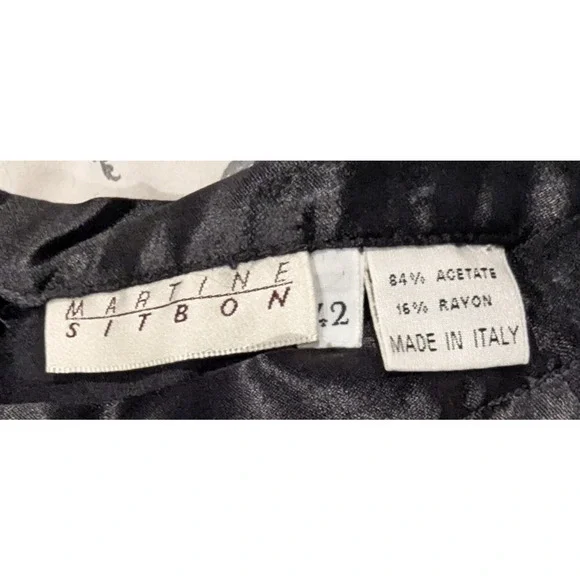 MARTINE
SITBON
42
84% ACETATE
16% RAYON
MADE IN ITALY